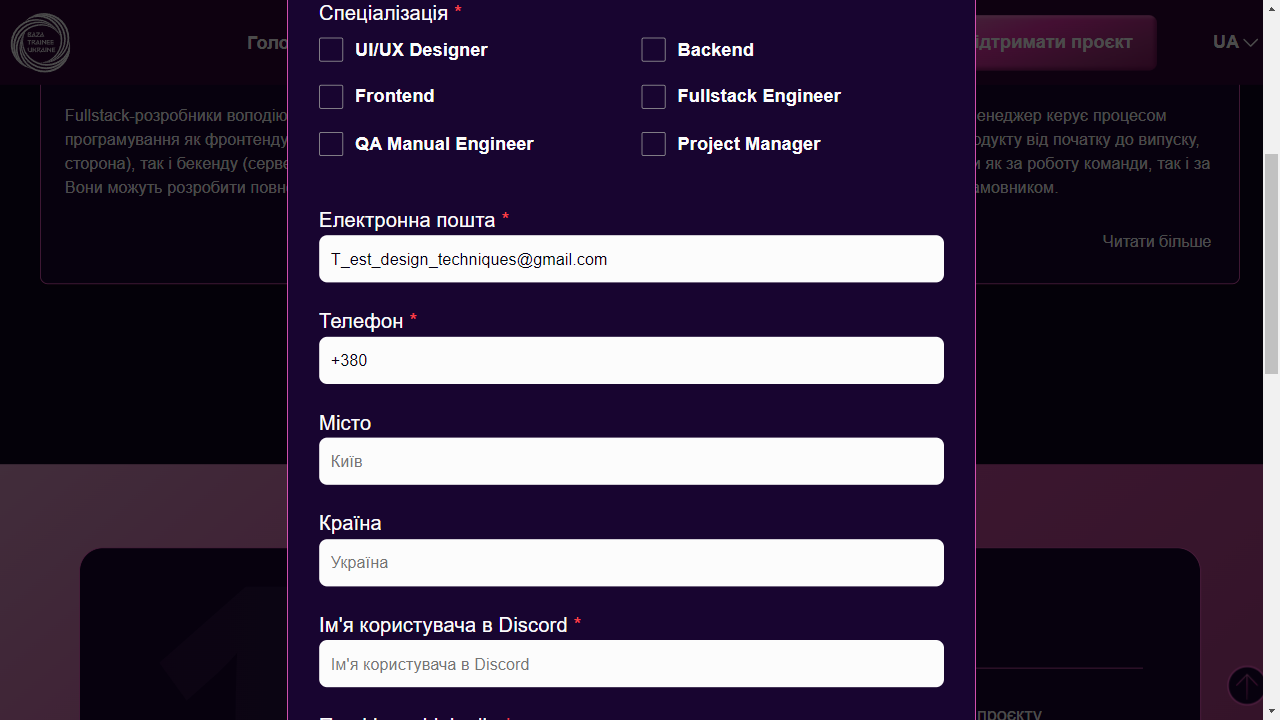 Спеціалізація *
BAZA
TRAINEE
UKRAINE
Голо
ідтримати проєкт
UA
UI/UX Designer
Backend
Frontend
Fullstack Engineer
QA Manual Engineer
Project Manager
Fullstack-розробники володію
програмування як фронтенду
сторона), так і бекенду (серве
Вони можуть розробити повно
енеджер керує процесом
одукту від початку до випуску,
и як за роботу команди, так і за
амовником.
Читати більше
Електронна пошта *
T_est_design_techniques@gmail.com
Телефон *
+380
Місто
Київ
Країна
Україна
Ім'я користувача в Discord *
Ім'я користувача в Discord
1
проєкту